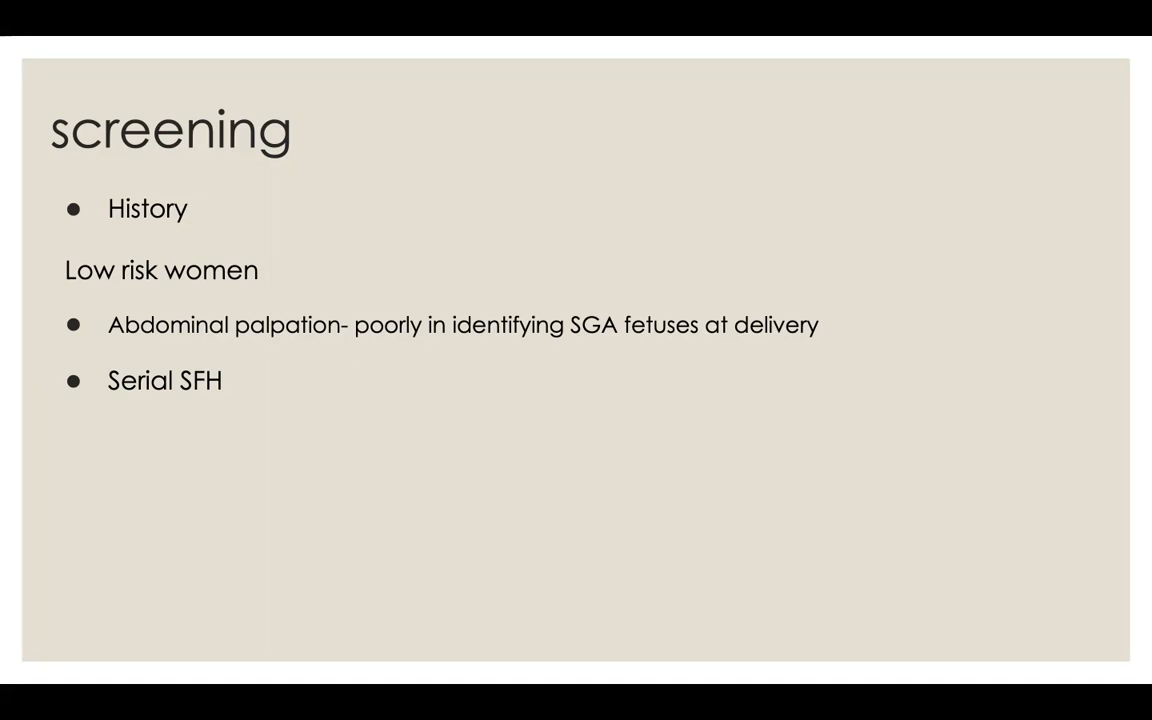 screening
● History
Low risk women
● Abdominal palpation- poorly in identifying SGA fetuses at delivery
● Serial SFH